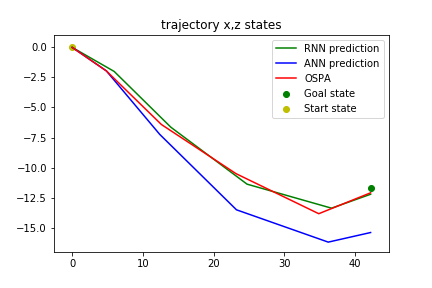 trajectory x,z states
RNN prediction
ANN prediction
OSPA
Goal state
Start state
0.0
−2.5
−5.0
−7.5
−10.0
−12.5
−15.0
0 10 20 30 40